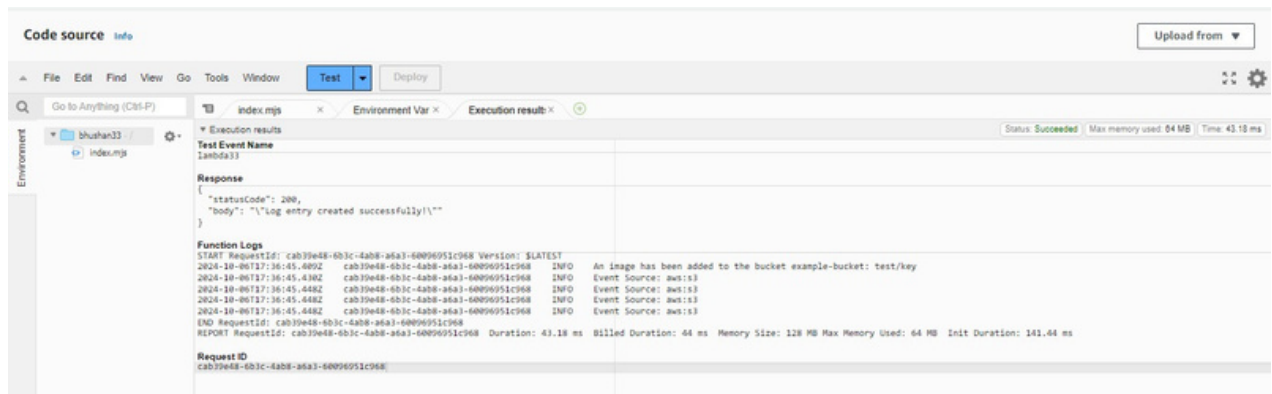 Code source Info
Upload from ▼
File Edit Find View Go Tools Window Test Deploy
Go to Anything (Ctrl-P)
index.mjs × Environment Var × Execution results ×
Environment
bhushan33 /
index.mjs
Execution results
Status: Succeeded Max memory used: 64 MB Time: 43.18 ms
Test Event Name
lambda33
Response
{
"statusCode": 200,
"body": "\"Log entry created successfully!\""
}
Function Logs
START RequestId: cab39e48-6b3c-4ab8-a6a3-60096951c968 Version: $LATEST
2024-10-06T17:36:45.409Z cab39e48-6b3c-4ab8-a6a3-60096951c968 INFO An image has been added to the bucket example-bucket: test/key
2024-10-06T17:36:45.430Z cab39e48-6b3c-4ab8-a6a3-60096951c968 INFO Event Source: aws:s3
2024-10-06T17:36:45.448Z cab39e48-6b3c-4ab8-a6a3-60096951c968 INFO Event Source: aws:s3
2024-10-06T17:36:45.448Z cab39e48-6b3c-4ab8-a6a3-60096951c968 INFO Event Source: aws:s3
2024-10-06T17:36:45.448Z cab39e48-6b3c-4ab8-a6a3-60096951c968 INFO Event Source: aws:s3
END RequestId: cab39e48-6b3c-4ab8-a6a3-60096951c968
REPORT RequestId: cab39e48-6b3c-4ab8-a6a3-60096951c968 Duration: 43.18 ms Billed Duration: 44 ms Memory Size: 128 MB Max Memory Used: 64 MB Init Duration: 141.44 ms
Request ID
cab39e48-6b3c-4ab8-a6a3-60096951c968